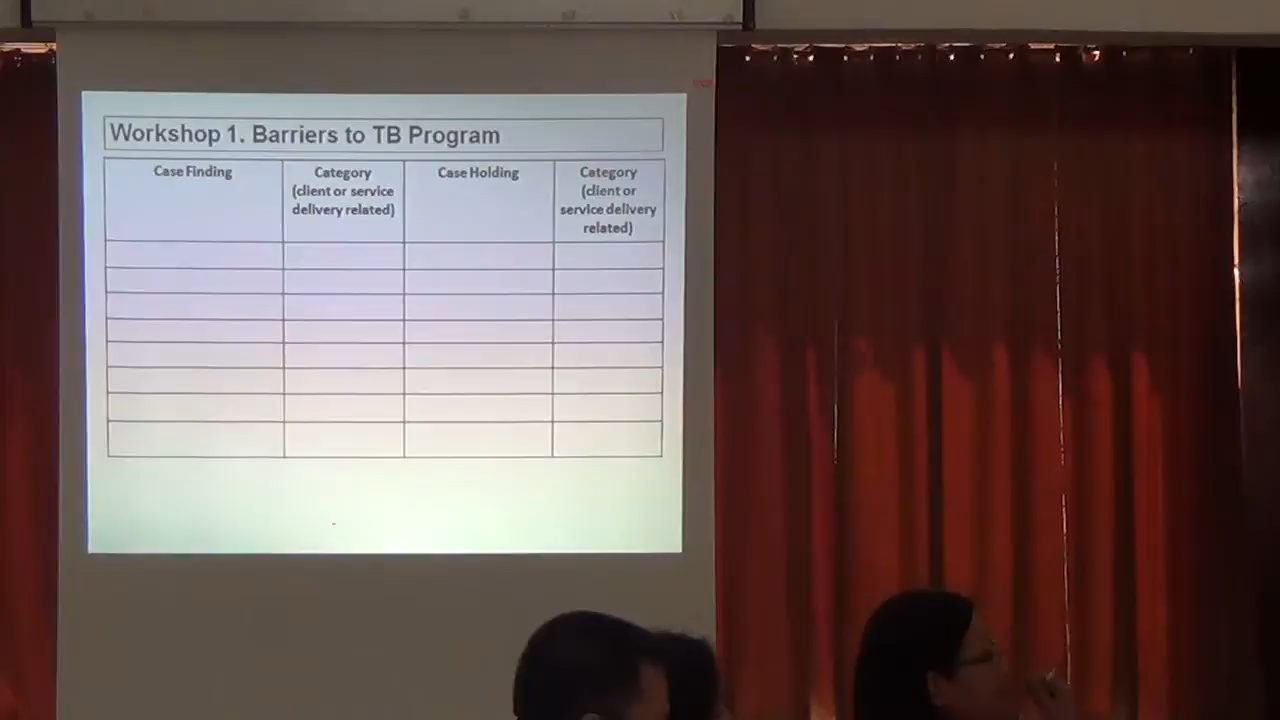 Workshop 1. Barriers to TB Program
Case Finding
Category
(client or service
delivery related)
Case Holding
Category
(client or
service delivery
related)